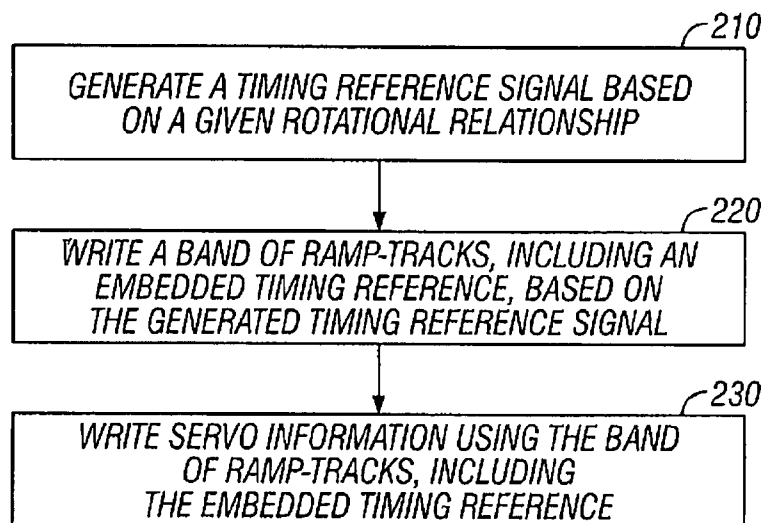 210
GENERATE A TIMING REFERENCE SIGNAL BASED
ON A GIVEN ROTATIONAL RELATIONSHIP
220
WRITE A BAND OF RAMP-TRACKS, INCLUDING AN
EMBEDDED TIMING REFERENCE, BASED ON
THE GENERATED TIMING REFERENCE SIGNAL
230
WRITE SERVO INFORMATION USING THE BAND
OF RAMP-TRACKS, INCLUDING
THE EMBEDDED TIMING REFERENCE